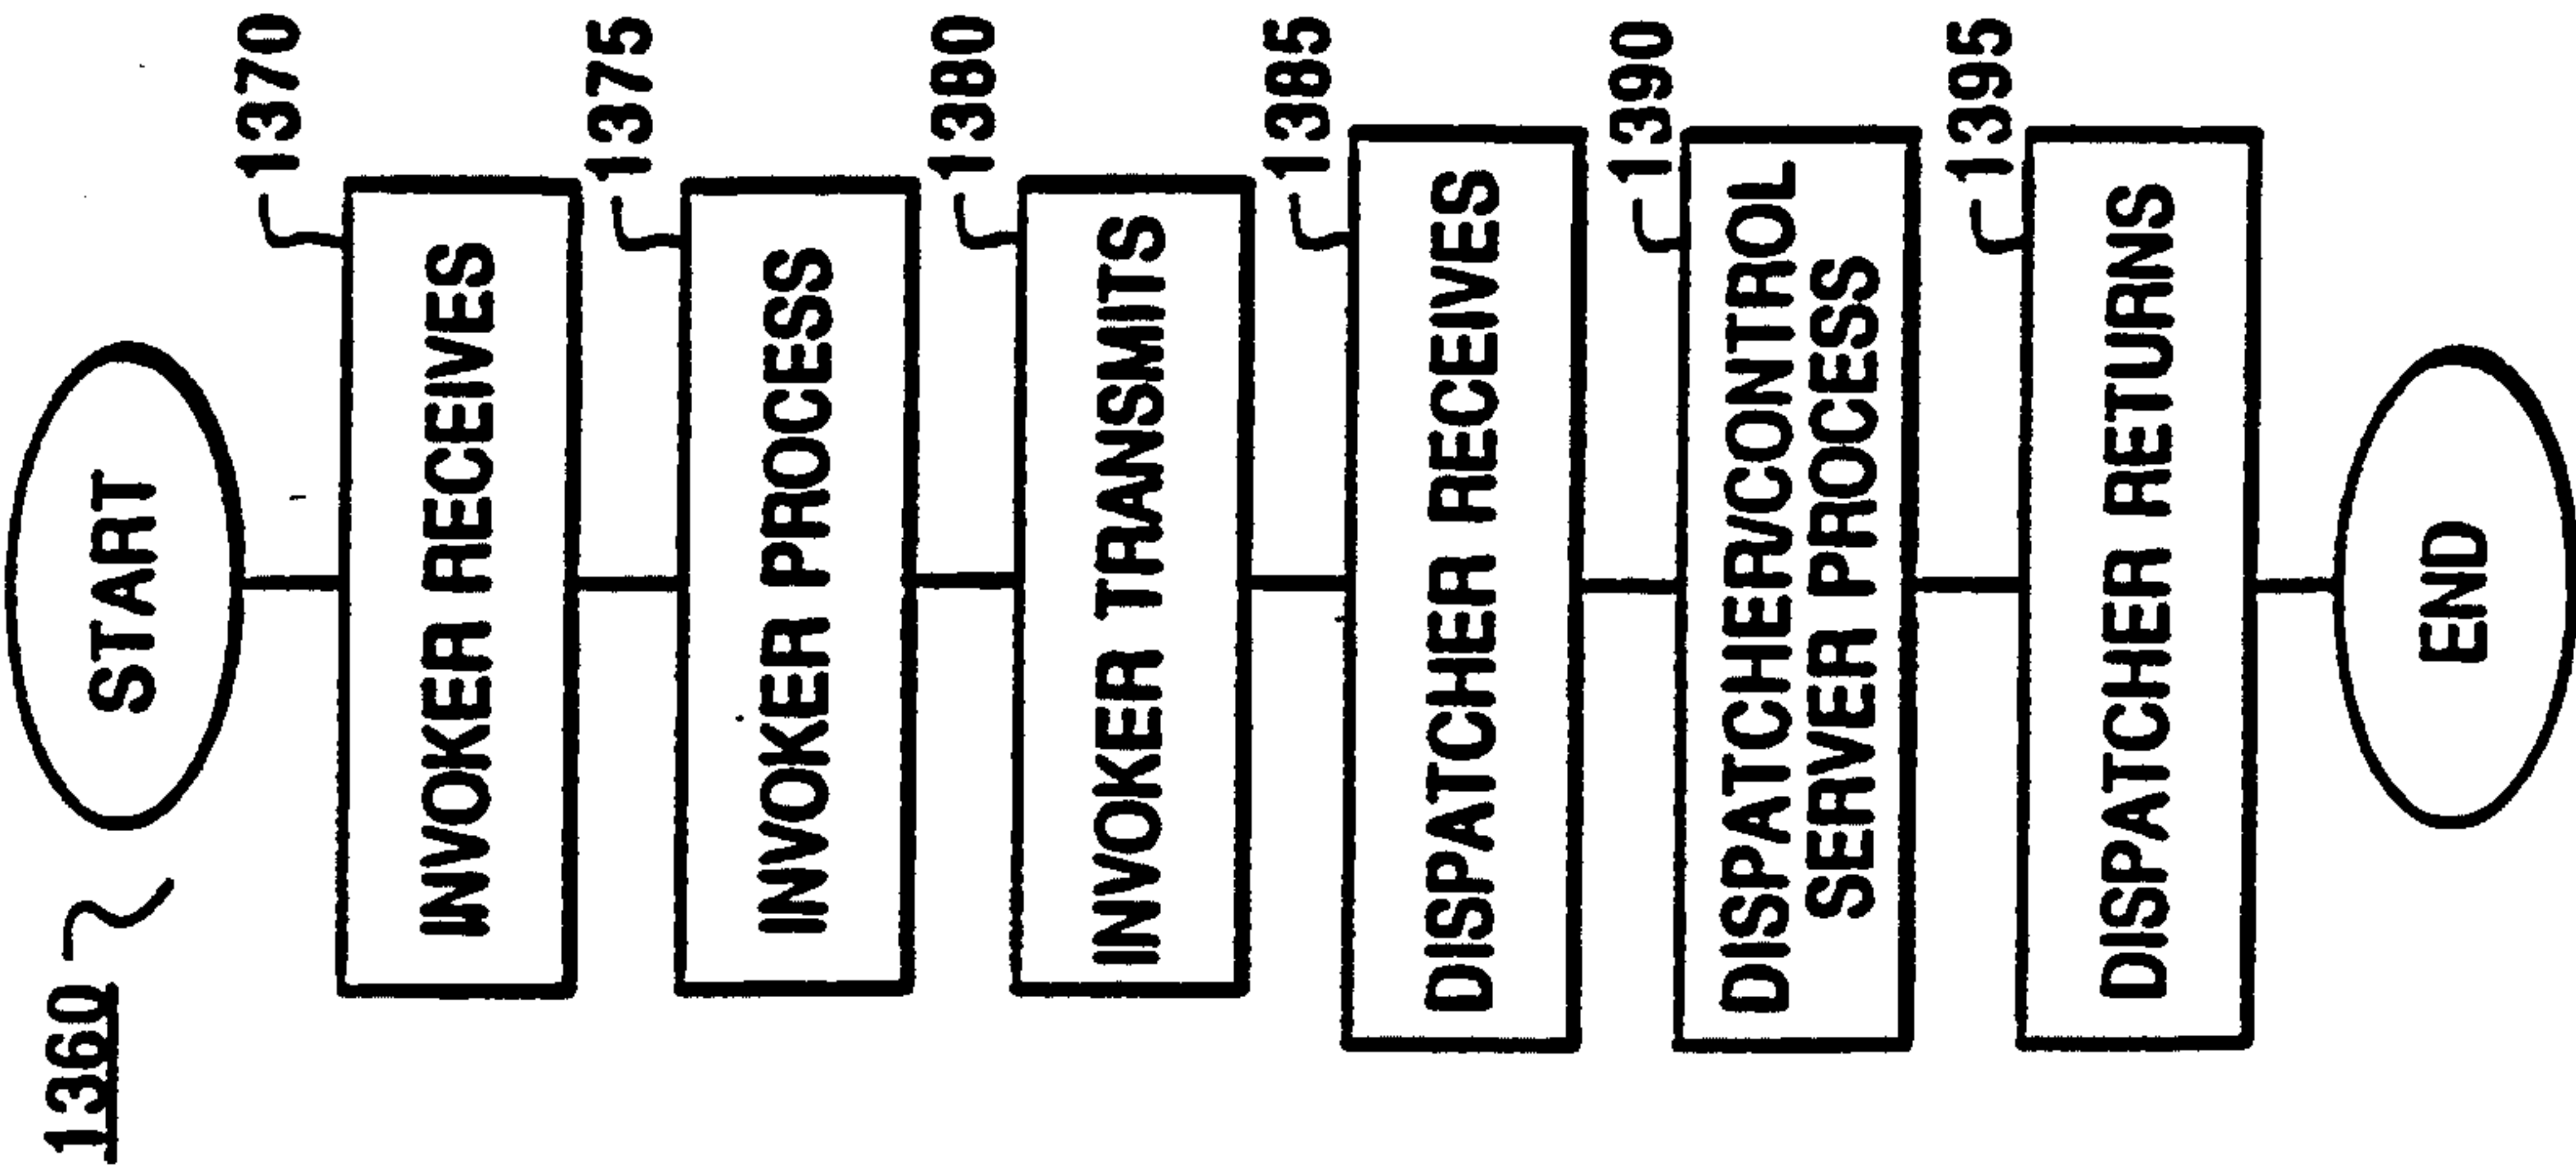 1360
START
1370
INVOKER RECEIVES
1375
INVOKER PROCESS
1380
INVOKER TRANSMITS
1385
DISPATCHER RECEIVES
1390
DISPATCHER/CONTROL
SERVER PROCESS
1395
DISPATCHER RETURNS
END